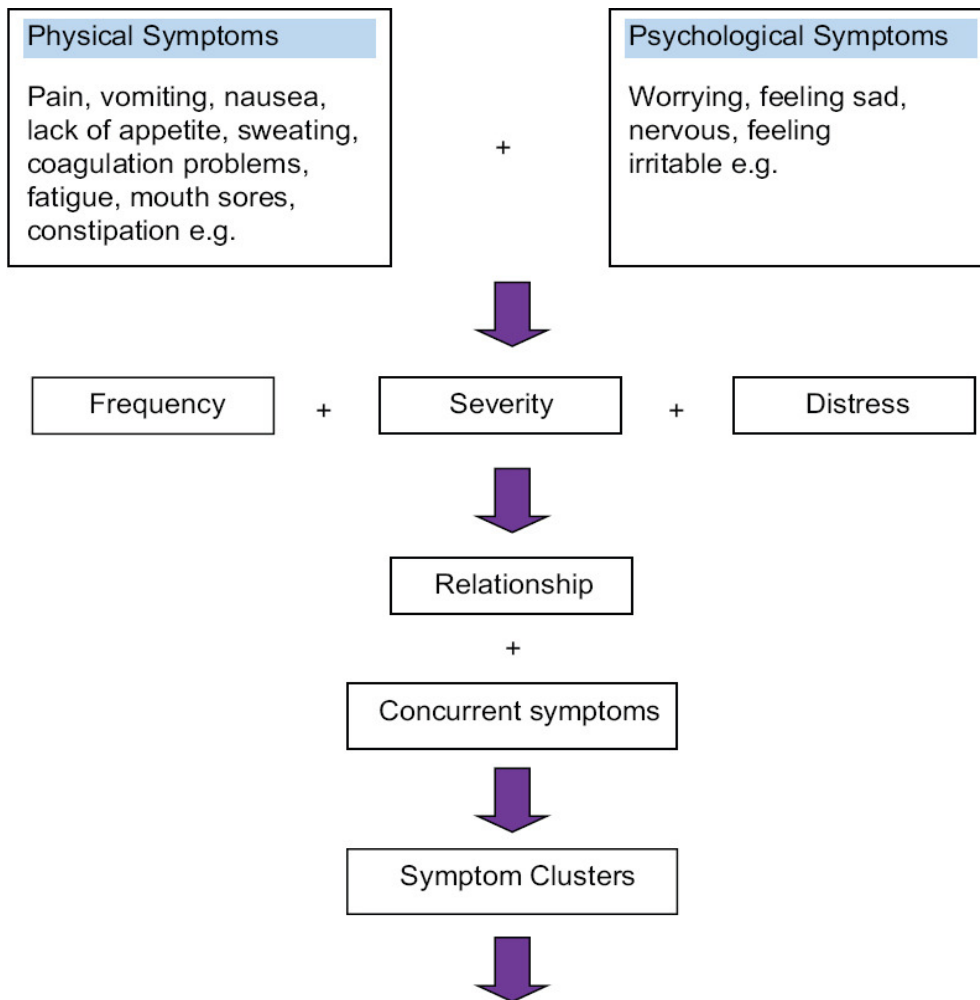 Physical Symptoms
Pain, vomiting, nausea,
lack of appetite, sweating,
coagulation problems,
fatigue, mouth sores,
constipation e.g.
+
Psychological Symptoms
Worrying, feeling sad,
nervous, feeling
irritable e.g.
Frequency + Severity + Distress
Relationship
+
Concurrent symptoms
Symptom Clusters